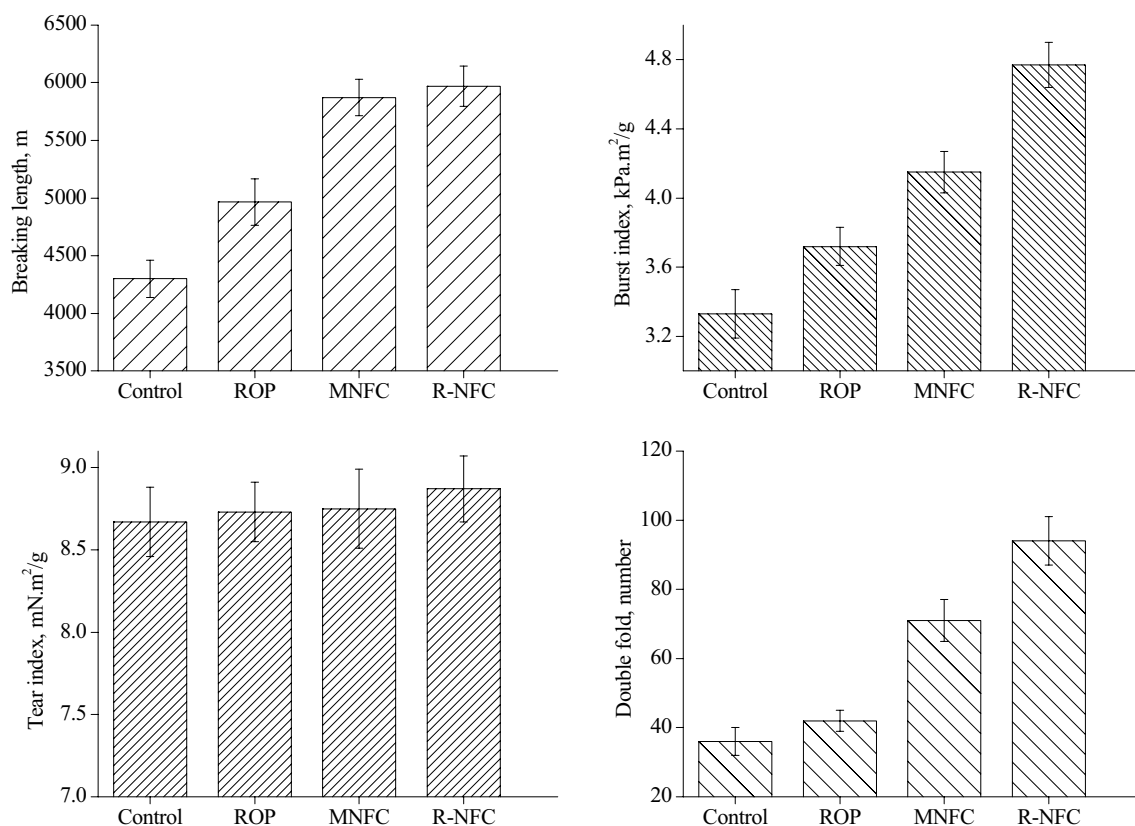 6500
6000
5500
5000
4500
4000
3500
Breaking length, m
Control ROP MNFC R-NFC
4.8
4.4
4.0
3.6
3.2
Burst index, kPa.m²/g
Control ROP MNFC R-NFC
9.0
8.5
8.0
7.5
7.0
Tear index, mN.m²/g
Control ROP MNFC R-NFC
120
100
80
60
40
20
Double fold, number
Control ROP MNFC R-NFC